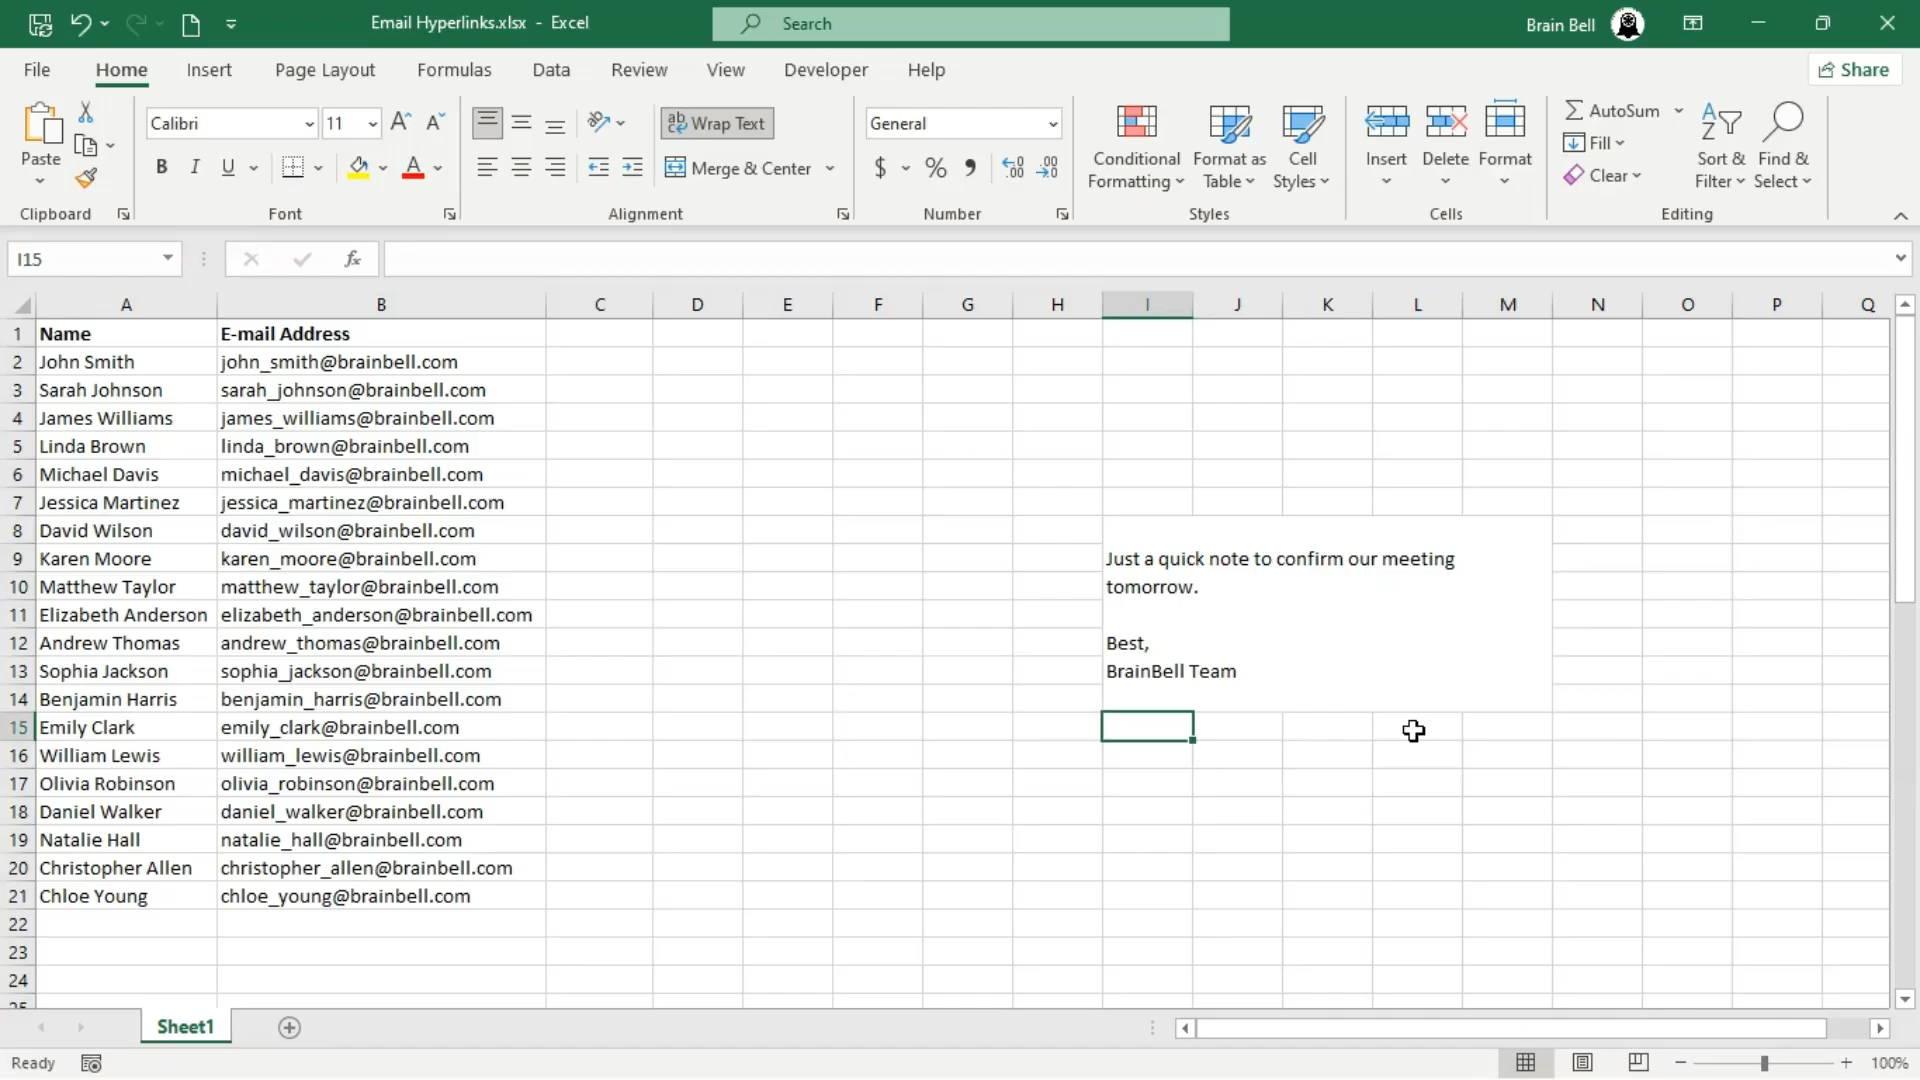 Email Hyperlinks.xlsx - Excel
Search
Brain Bell
File Home Insert Page Layout Formulas Data Review View Developer Help
Share
Paste
Clipboard
Calibri 11
B I U A
Font
ab Wrap Text
Merge & Center
Alignment
General
$ % ,
Number
Conditional Formatting
Format as Table
Cell Styles
Styles
Insert Delete Format
Cells
AutoSum
Fill
Clear
Sort & Filter
Find & Select
Editing
I15
fx
A B C D E F G H I J K L M N O P Q
1 Name E-mail Address
2 John Smith john_smith@brainbell.com
3 Sarah Johnson sarah_johnson@brainbell.com
4 James Williams james_williams@brainbell.com
5 Linda Brown linda_brown@brainbell.com
6 Michael Davis michael_davis@brainbell.com
7 Jessica Martinez jessica_martinez@brainbell.com
8 David Wilson david_wilson@brainbell.com
9 Karen Moore karen_moore@brainbell.com Just a quick note to confirm our meeting
10 Matthew Taylor matthew_taylor@brainbell.com tomorrow.
11 Elizabeth Anderson elizabeth_anderson@brainbell.com
12 Andrew Thomas andrew_thomas@brainbell.com Best,
13 Sophia Jackson sophia_jackson@brainbell.com BrainBell Team
14 Benjamin Harris benjamin_harris@brainbell.com
15 Emily Clark emily_clark@brainbell.com
16 William Lewis william_lewis@brainbell.com
17 Olivia Robinson olivia_robinson@brainbell.com
18 Daniel Walker daniel_walker@brainbell.com
19 Natalie Hall natalie_hall@brainbell.com
20 Christopher Allen christopher_allen@brainbell.com
21 Chloe Young chloe_young@brainbell.com
22
23
24
25
Sheet1
Ready
100%